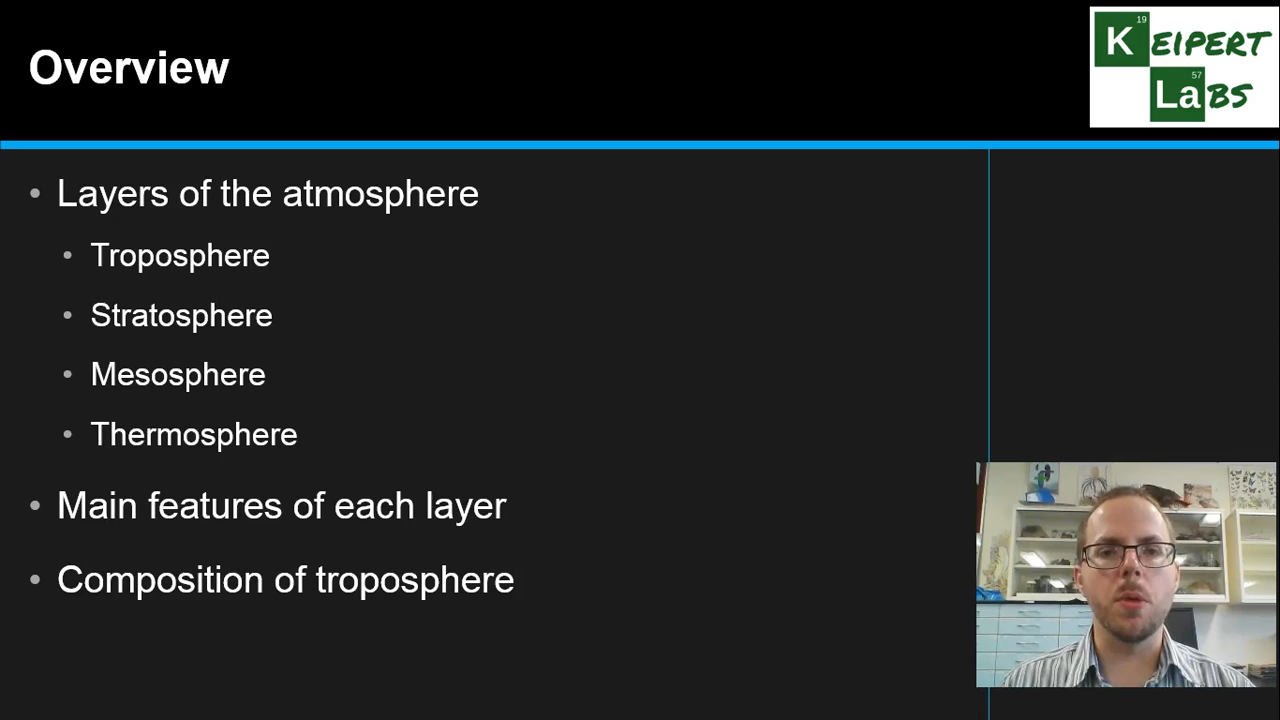 Overview
19
KEIPERT
57
LaBS
Layers of the atmosphere
Troposphere
Stratosphere
Mesosphere
Thermosphere
Main features of each layer
Composition of troposphere